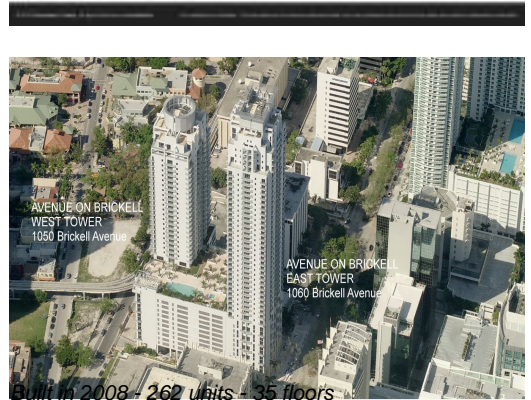 AVENUE ON BRICKELL
WEST TOWER
1050 Brickell Avenue
AVENUE ON BRICKELL
EAST TOWER
1060 Brickell Avenue
Built in 2008 - 262 units - 35 floors